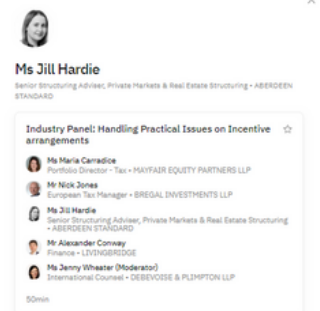 Ms Jill Hardie
Senior Structuring Adviser, Private Markets & Real Estate Structuring • ABERDEEN
STANDARD
Industry Panel: Handling Practical Issues on Incentive
arrangements
Ms Maria Carradice
Portfolio Director - Tax • MAYFAIR EQUITY PARTNERS LLP
Mr Nick Jones
European Tax Manager • BREGAL INVESTMENTS LLP
Ms Jill Hardie
Senior Structuring Adviser, Private Markets & Real Estate Structuring
• ABERDEEN STANDARD
Mr Alexander Conway
Finance • LIVINGBRIDGE
Ms Jenny Wheater (Moderator)
International Counsel • DEBEVOISE & PLIMPTON LLP
50min